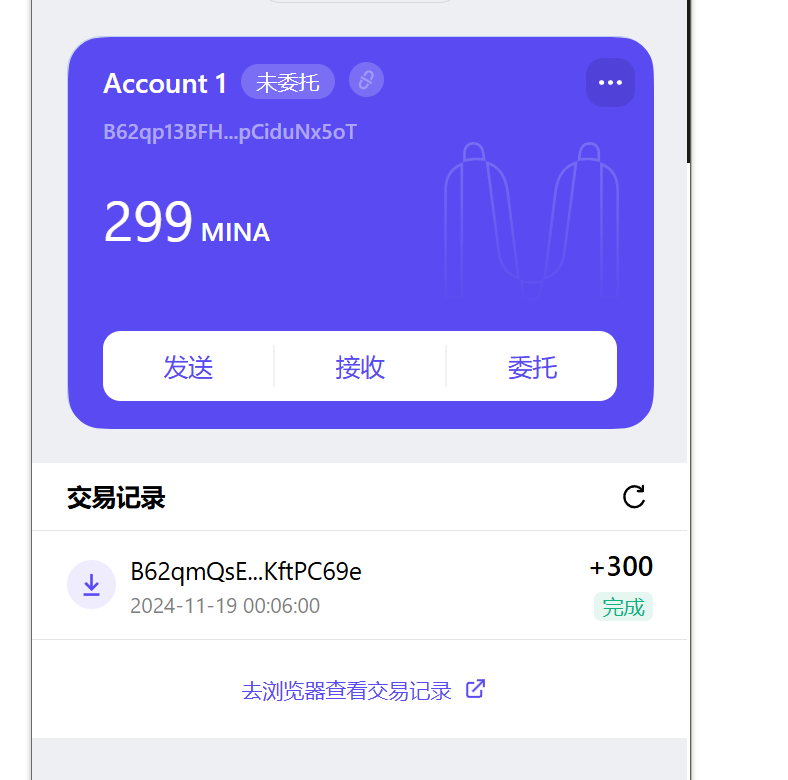 Account 1 未委托
B62qp13BFH...pCiduNx5oT
299 MINA
发送 接收 委托
交易记录
B62qmQsE...KftPC69e +300
2024-11-19 00:06:00 完成
去浏览器查看交易记录